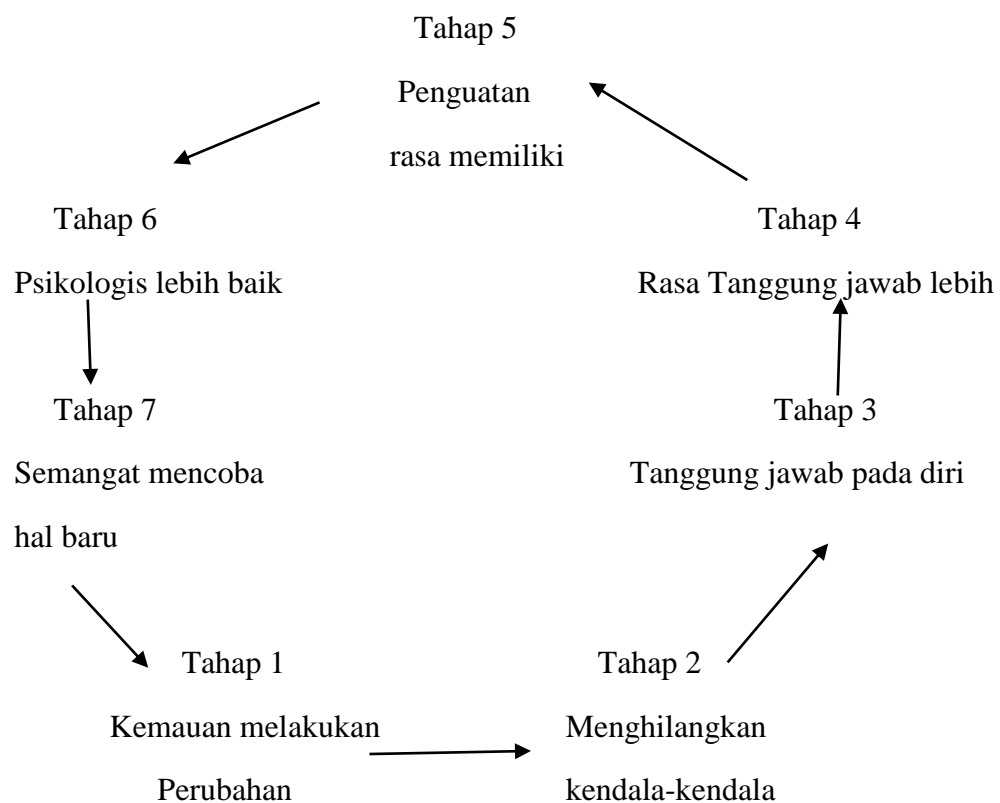 Tahap 5
Penguatan
rasa memiliki
Tahap 6
Psikologis lebih baik
Tahap 4
Rasa Tanggung jawab lebih
Tahap 7
Semangat mencoba
hal baru
Tahap 3
Tanggung jawab pada diri
Tahap 1
Kemauan melakukan
Perubahan
Tahap 2
Menghilangkan
kendala-kendala